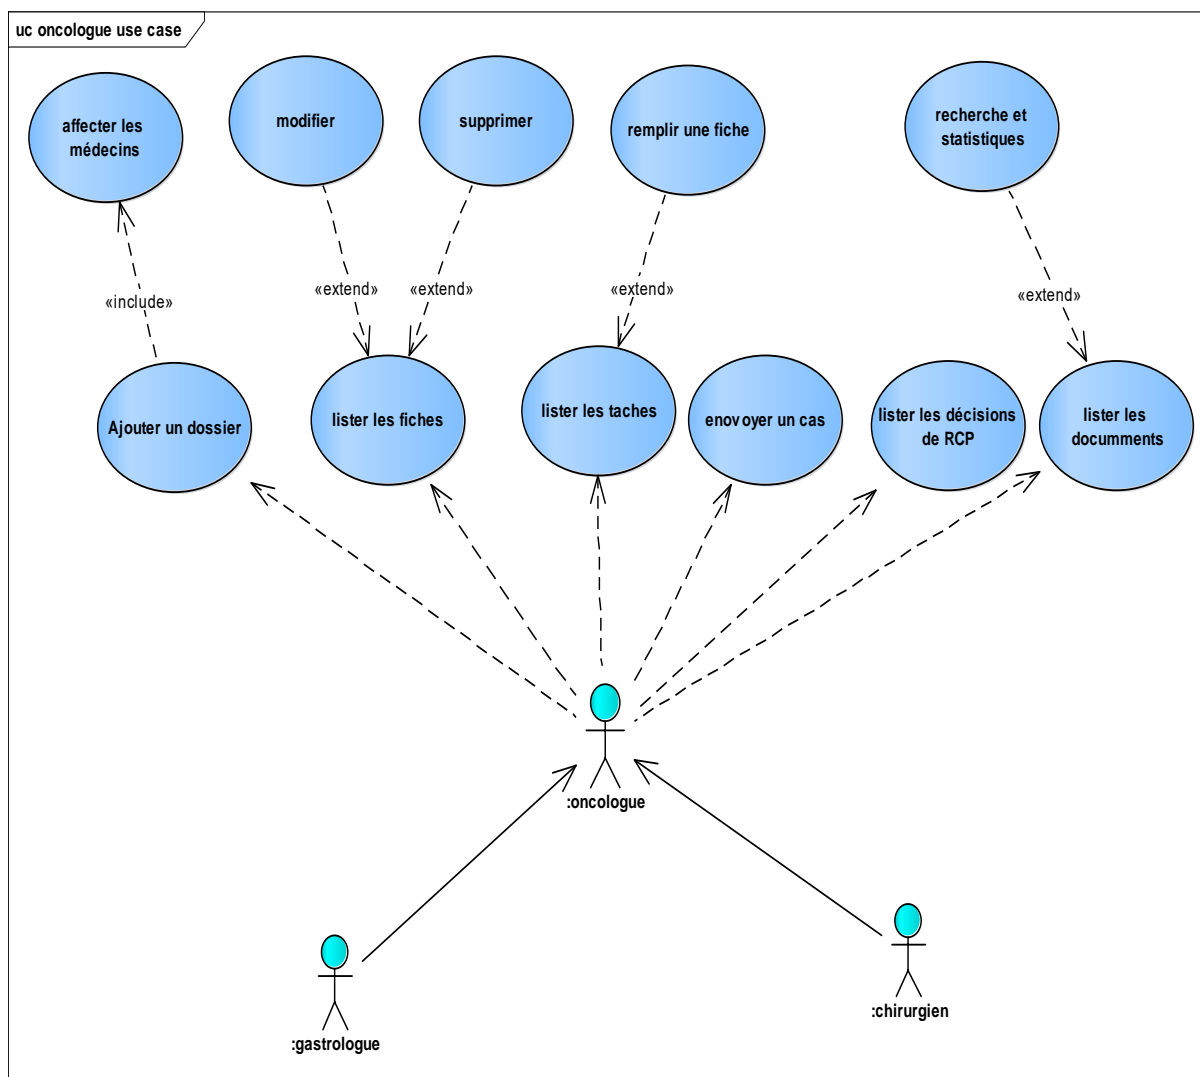 uc oncologue use case
affecter les
médecins
modifier
supprimer
remplir une fiche
recherche et
statistiques
«include»
«extend»
«extend»
«extend»
«extend»
Ajouter un dossier
lister les fiches
lister les taches
enovoyer un cas
lister les décisions
de RCP
lister les
documments
:oncologue
:gastrologue
:chirurgien